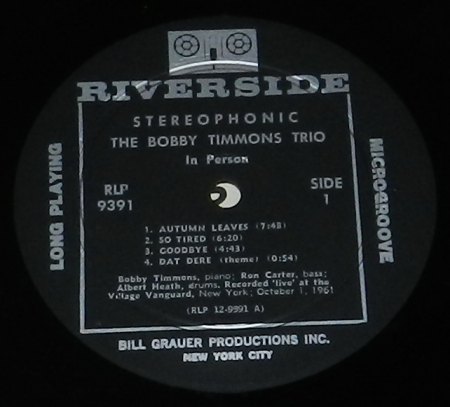 RIVERSIDE
STEREOPHONIC
THE BOBBY TIMMONS TRIO
In Person
LONG PLAYING
MICROGROOVE
RLP
9391
SIDE
1
1. AUTUMN LEAVES (7:43)
2. SO TIRED (6:20)
3. GOODBYE (4:43)
4. DAT DERE (theme) (0:54)
Bobby Timmons, piano; Ron Carter, bass;
Albert Heath, drums. Recorded 'live' at the
Village Vanguard, New York; October 1, 1961
(RLP 12-9391 A)
BILL GRAUER PRODUCTIONS INC.
NEW YORK CITY